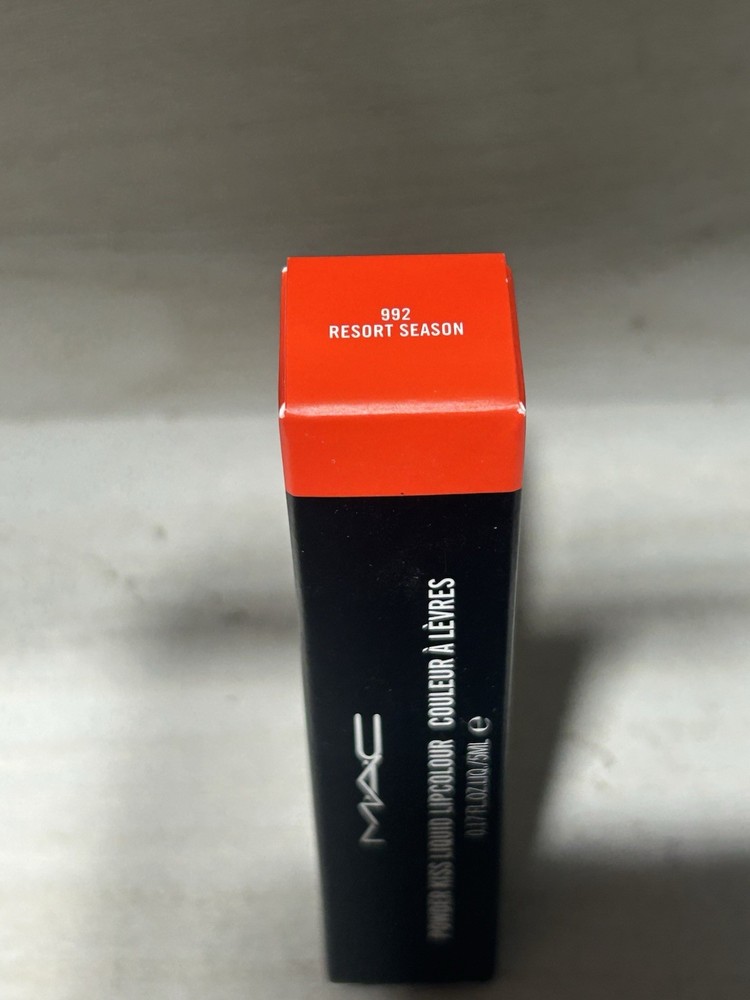 992
RESORT SEASON
MAC
POWDER KISS LIQUID LIPCOLOUR COULEUR À LÈVRES
0.17 FL.OZ.LIQ./5ML ℮